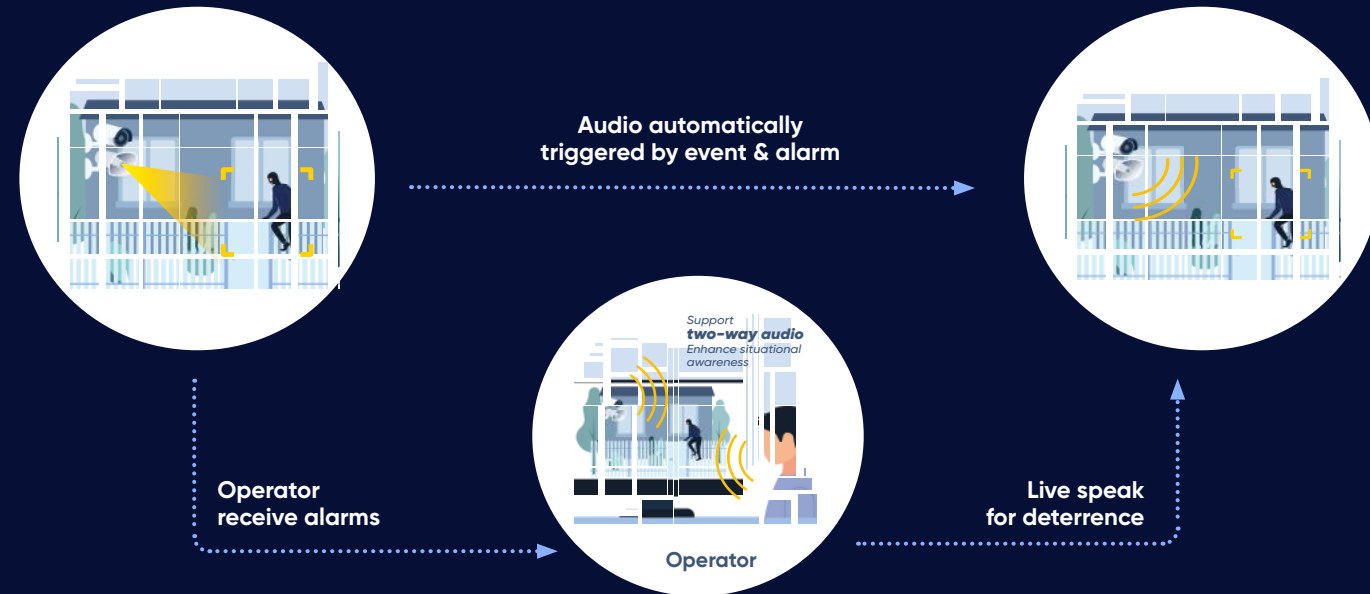 Audio automatically
triggered by event & alarm
Support
two-way audio
Enhance situational
awareness
Operator
receive alarms
Live speak
for deterrence
Operator